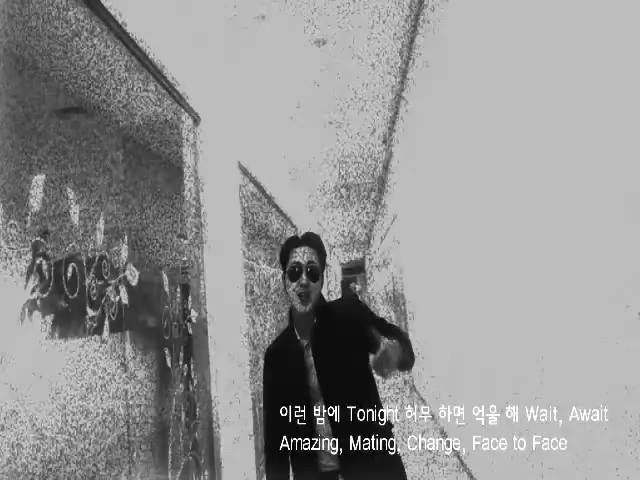 이런 밤에 Tonight 허무 하면 억울 해 Wait, Await
Amazing, Mating, Change, Face to Face